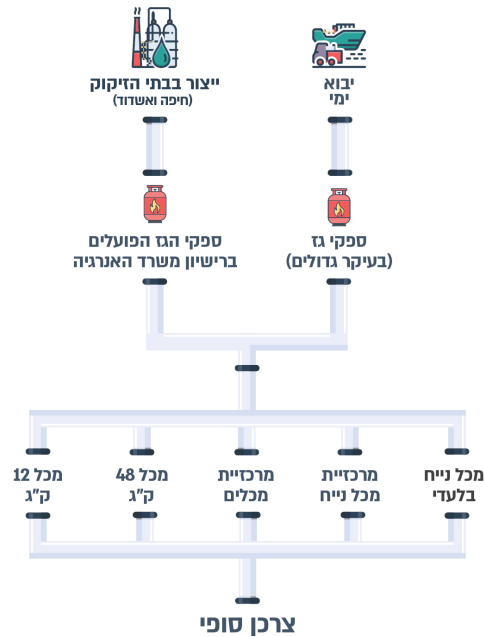 יבוא
ימי
ייצור בבתי הזיקוק
(חיפה ואשדוד)
ספקי גז
(בעיקר גדולים)
ספקי הגז הפועלים
ברישיון משרד האנרגיה
מכל נייח
בלעדי
מרכזיית
מכל נייח
מרכזיית
מכלים
מכל 48
ק"ג
מכל 12
ק"ג
צרכן סופי